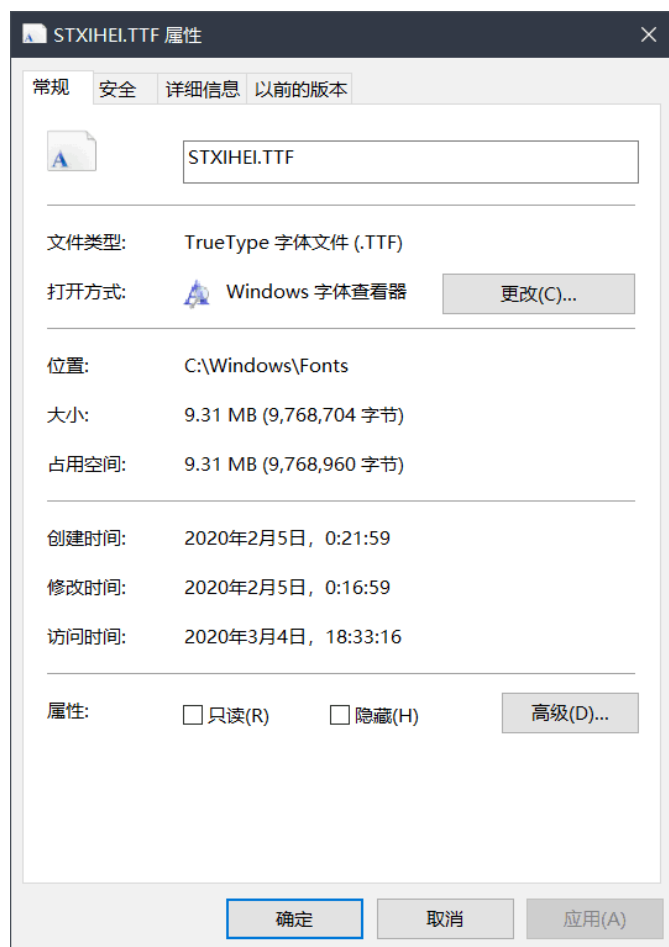 STXIHEI.TTF 属性
常规 安全 详细信息 以前的版本
STXIHEI.TTF
文件类型: TrueType 字体文件 (.TTF)
打开方式: Windows 字体查看器 更改(C)...
位置: C:\Windows\Fonts
大小: 9.31 MB (9,768,704 字节)
占用空间: 9.31 MB (9,768,960 字节)
创建时间: 2020年2月5日，0:21:59
修改时间: 2020年2月5日，0:16:59
访问时间: 2020年3月4日，18:33:16
属性: 只读(R) 隐藏(H) 高级(D)...
确定 取消 应用(A)